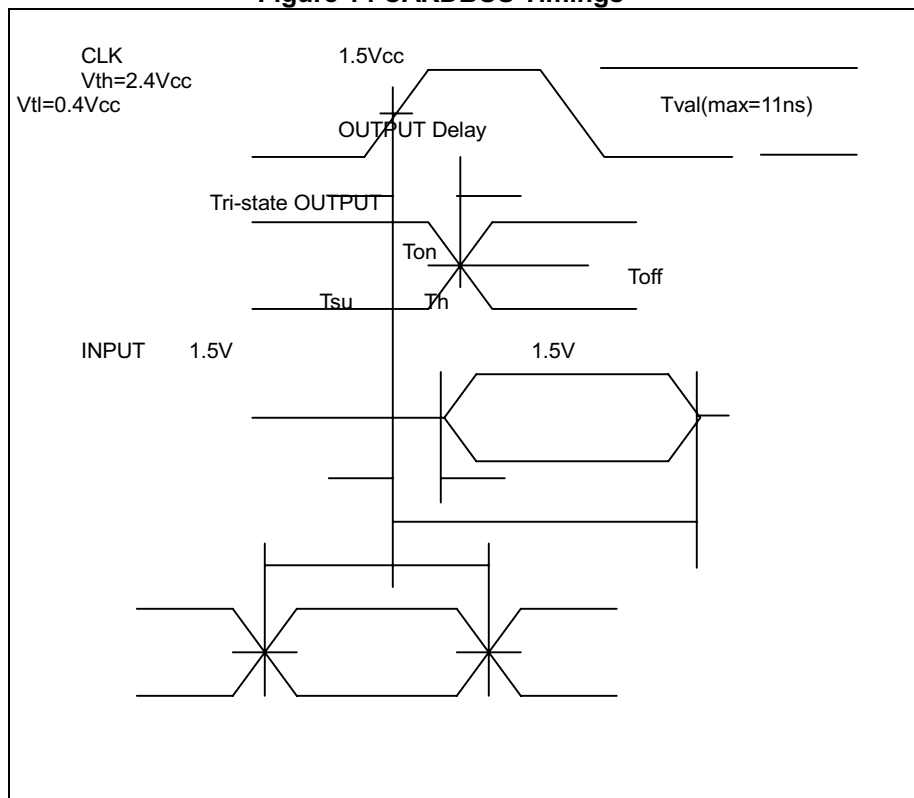 Figure CARDBUS Timings
CLK 1.5Vcc
Vth=2.4Vcc
Vtl=0.4Vcc Tval(max=11ns)
OUTPUT Delay
Tri-state OUTPUT
Ton
Toff
Tsu Th
INPUT 1.5V 1.5V